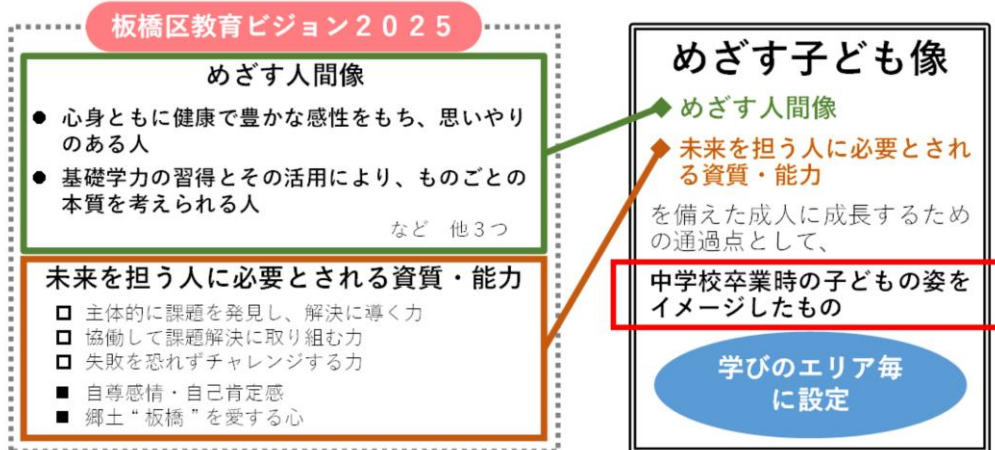 板橋区教育ビジョン２０２５
めざす人間像
● 心身ともに健康で豊かな感性をもち、思いやり
のある人
● 基礎学力の習得とその活用により、ものごとの
本質を考えられる人
など 他３つ
未来を担う人に必要とされる資質・能力
□ 主体的に課題を発見し、解決に導く力
□ 協働して課題解決に取り組む力
□ 失敗を恐れずチャレンジする力
■ 自尊感情・自己肯定感
■ 郷土“板橋”を愛する心
めざす子ども像
◆ めざす人間像
◆ 未来を担う人に必要とされ
る資質・能力
を備えた成人に成長するため
の通過点として、
中学校卒業時の子どもの姿を
イメージしたもの
学びのエリア毎
に設定